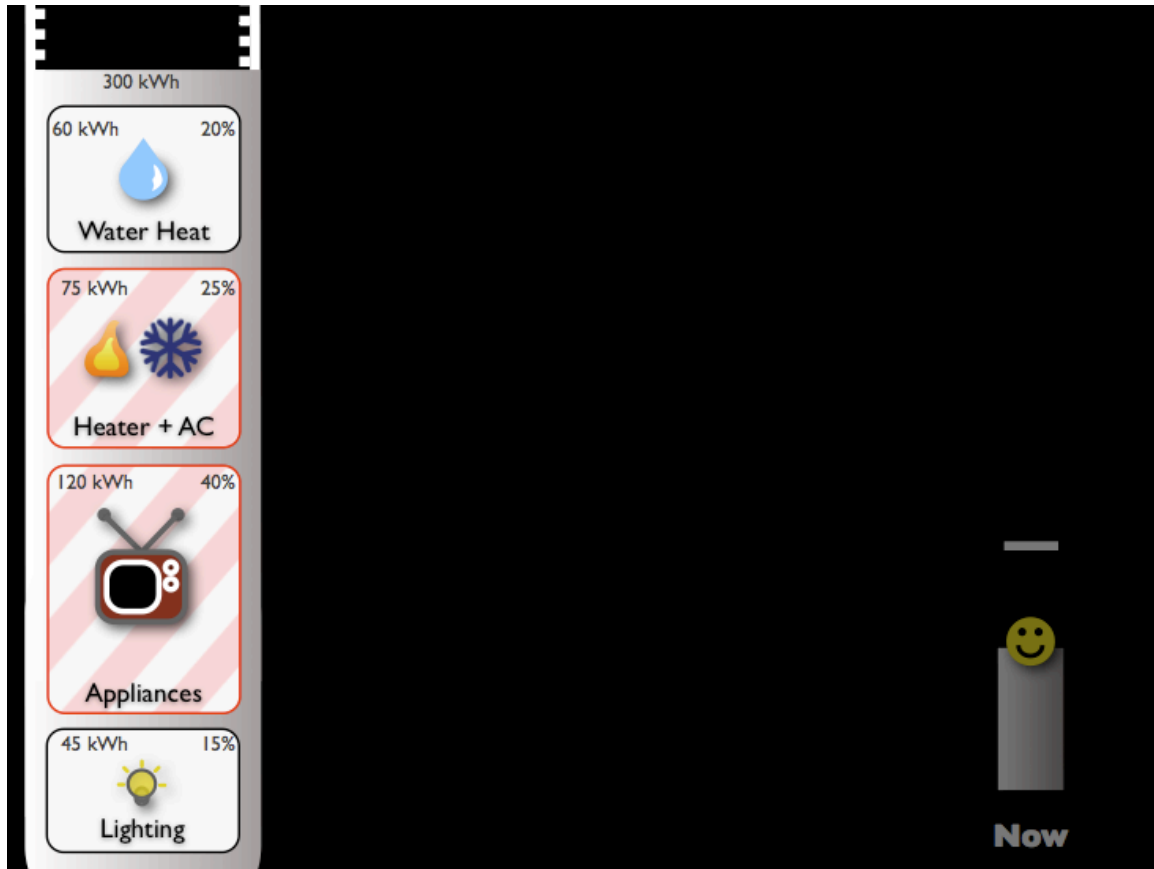 300 kWh
60 kWh 20%
Water Heat
75 kWh 25%
Heater + AC
120 kWh 40%
Appliances
45 kWh 15%
Lighting
Now